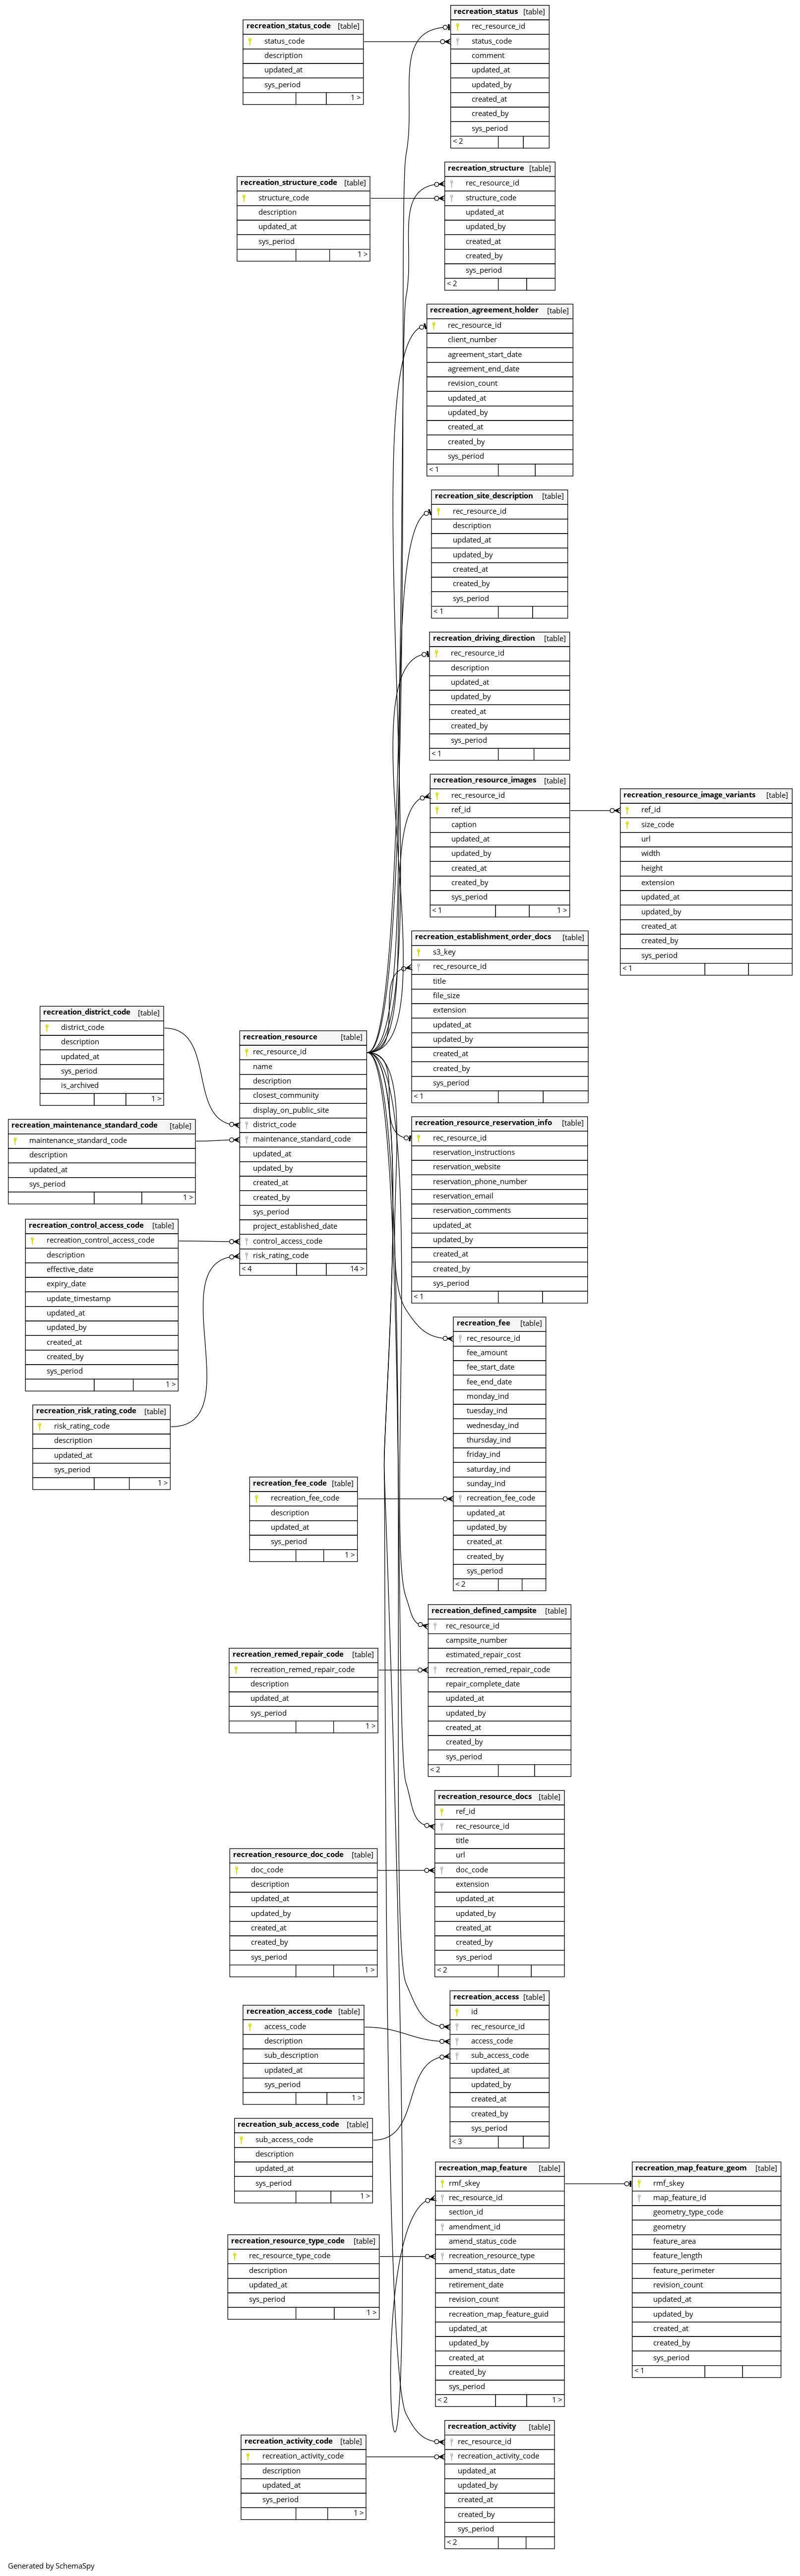 recreation_status_code [table]
status_code
description
updated_at
sys_period
1 >
recreation_status [table]
rec_resource_id
status_code
comment
updated_at
updated_by
created_at
created_by
sys_period
< 2
recreation_structure_code [table]
structure_code
description
updated_at
sys_period
1 >
recreation_structure [table]
rec_resource_id
structure_code
updated_at
updated_by
created_at
created_by
sys_period
< 2
recreation_agreement_holder [table]
rec_resource_id
client_number
agreement_start_date
agreement_end_date
revision_count
updated_at
updated_by
created_at
created_by
sys_period
< 1
recreation_site_description [table]
rec_resource_id
description
updated_at
updated_by
created_at
created_by
sys_period
< 1
recreation_driving_direction [table]
rec_resource_id
description
updated_at
updated_by
created_at
created_by
sys_period
< 1
recreation_resource_images [table]
rec_resource_id
ref_id
caption
updated_at
updated_by
created_at
created_by
sys_period
< 1 1 >
recreation_resource_image_variants [table]
ref_id
size_code
url
width
height
extension
updated_at
updated_by
created_at
created_by
sys_period
< 1
recreation_establishment_order_docs [table]
s3_key
rec_resource_id
title
file_size
extension
updated_at
updated_by
created_at
created_by
sys_period
< 1
recreation_district_code [table]
district_code
description
updated_at
sys_period
is_archived
1 >
recreation_maintenance_standard_code [table]
maintenance_standard_code
description
updated_at
sys_period
1 >
recreation_control_access_code [table]
recreation_control_access_code
description
effective_date
expiry_date
update_timestamp
updated_at
updated_by
created_at
created_by
sys_period
1 >
recreation_risk_rating_code [table]
risk_rating_code
description
updated_at
sys_period
1 >
recreation_resource [table]
rec_resource_id
name
description
closest_community
display_on_public_site
district_code
maintenance_standard_code
updated_at
updated_by
created_at
created_by
sys_period
project_established_date
control_access_code
risk_rating_code
< 4 14 >
recreation_resource_reservation_info [table]
rec_resource_id
reservation_instructions
reservation_website
reservation_phone_number
reservation_email
reservation_comments
updated_at
updated_by
created_at
created_by
sys_period
< 1
recreation_fee [table]
rec_resource_id
fee_amount
fee_start_date
fee_end_date
monday_ind
tuesday_ind
wednesday_ind
thursday_ind
friday_ind
saturday_ind
sunday_ind
recreation_fee_code
updated_at
updated_by
created_at
created_by
sys_period
< 2
recreation_fee_code [table]
recreation_fee_code
description
updated_at
sys_period
1 >
recreation_defined_campsite [table]
rec_resource_id
campsite_number
estimated_repair_cost
recreation_remed_repair_code
repair_complete_date
updated_at
updated_by
created_at
created_by
sys_period
< 2
recreation_remed_repair_code [table]
recreation_remed_repair_code
description
updated_at
sys_period
1 >
recreation_resource_docs [table]
ref_id
rec_resource_id
title
url
doc_code
extension
updated_at
updated_by
created_at
created_by
sys_period
< 2
recreation_resource_doc_code [table]
doc_code
description
updated_at
updated_by
created_at
created_by
sys_period
1 >
recreation_access [table]
id
rec_resource_id
access_code
sub_access_code
updated_at
updated_by
created_at
created_by
sys_period
< 3
recreation_access_code [table]
access_code
description
sub_description
updated_at
sys_period
1 >
recreation_sub_access_code [table]
sub_access_code
description
updated_at
sys_period
1 >
recreation_map_feature [table]
rmf_skey
rec_resource_id
section_id
amendment_id
amend_status_code
recreation_resource_type
amend_status_date
retirement_date
revision_count
recreation_map_feature_guid
updated_at
updated_by
created_at
created_by
sys_period
< 2 1 >
recreation_map_feature_geom [table]
rmf_skey
map_feature_id
geometry_type_code
geometry
feature_area
feature_length
feature_perimeter
revision_count
updated_at
updated_by
created_at
created_by
sys_period
< 1
recreation_resource_type_code [table]
rec_resource_type_code
description
updated_at
sys_period
1 >
recreation_activity [table]
rec_resource_id
recreation_activity_code
updated_at
updated_by
created_at
created_by
sys_period
< 2
recreation_activity_code [table]
recreation_activity_code
description
updated_at
sys_period
1 >
Generated by SchemaSpy